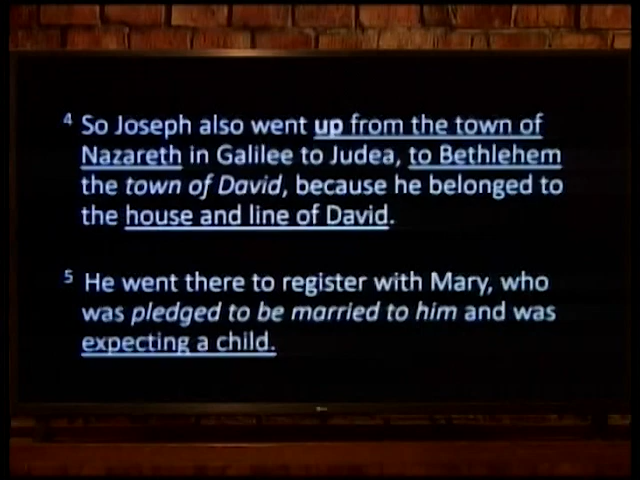 4 So Joseph also went up from the town of
Nazareth in Galilee to Judea, to Bethlehem
the town of David, because he belonged to
the house and line of David.
5 He went there to register with Mary, who
was pledged to be married to him and was
expecting a child.